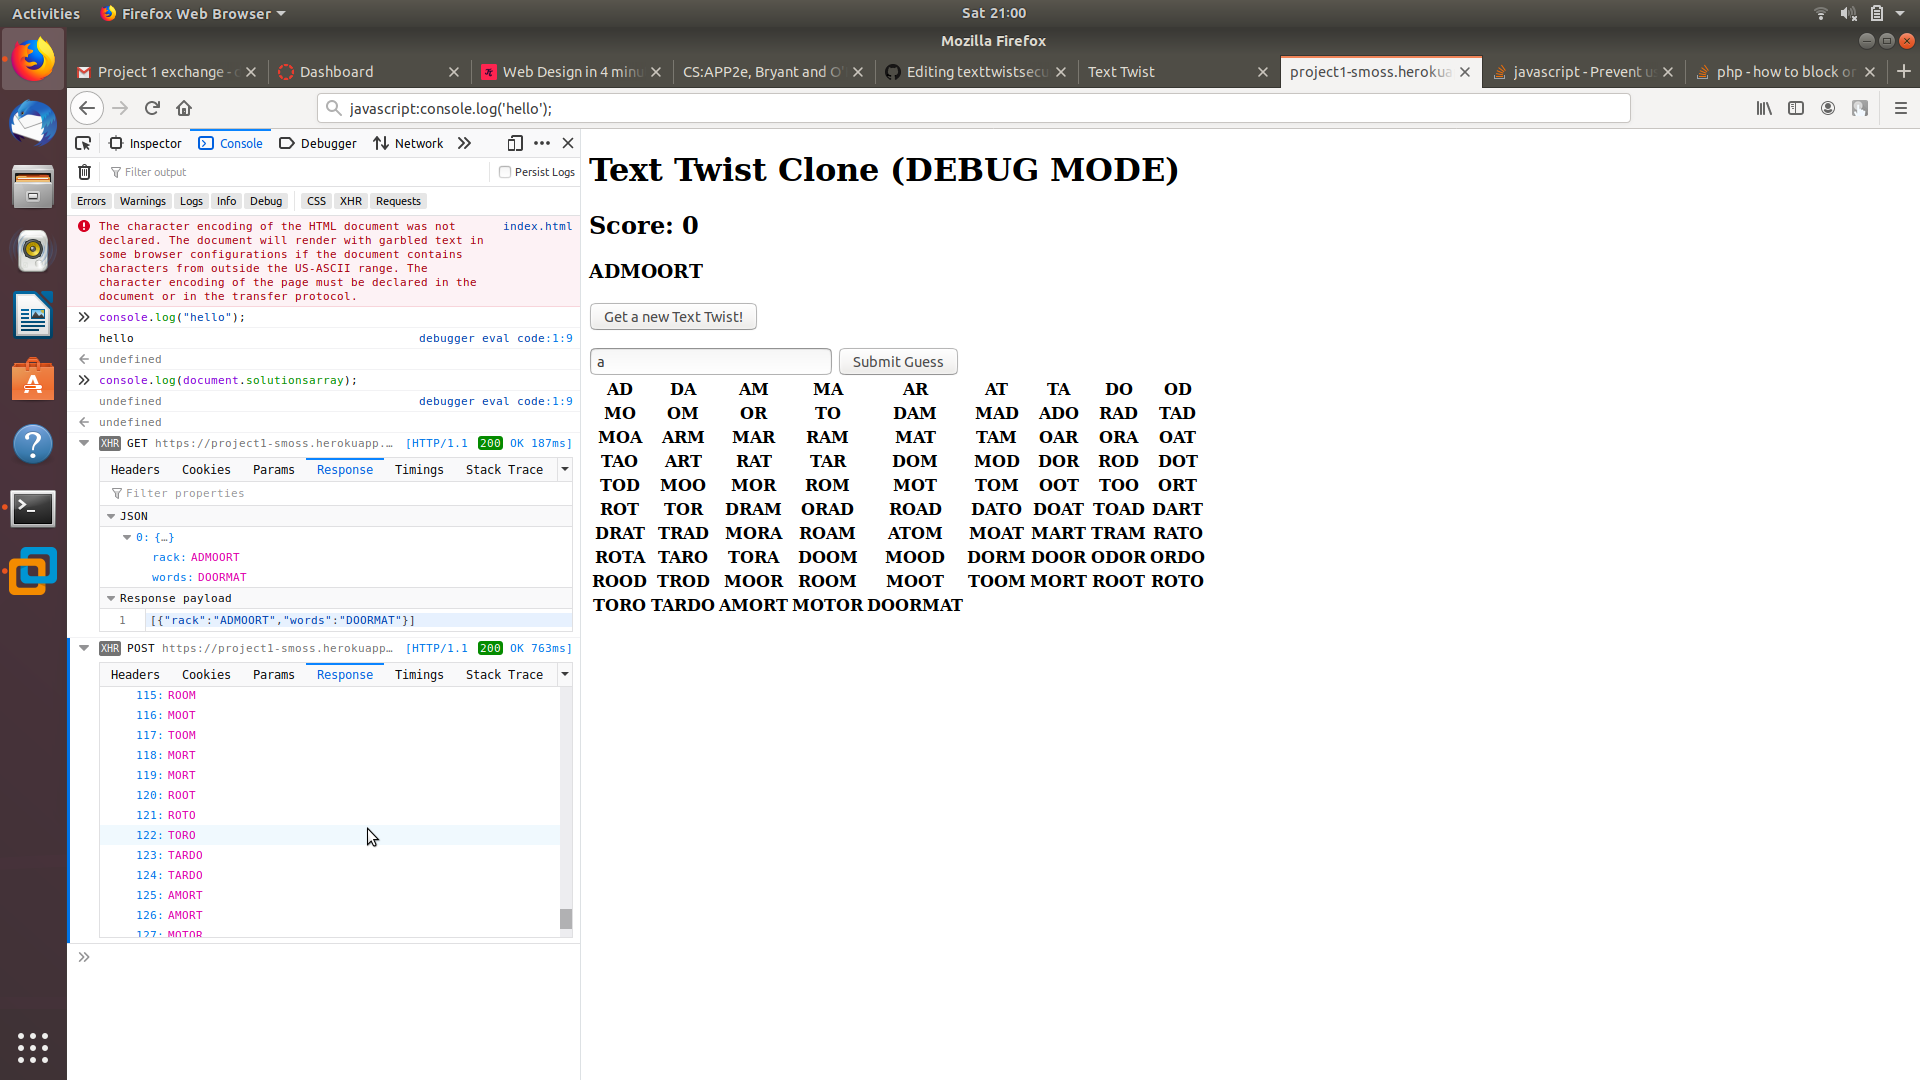 Activities Firefox Web Browser Sat 21:00
Mozilla Firefox
Project 1 exchange - Dashboard Web Design in 4 minu CS:APP2e, Bryant and O' Editing texttwistsecu Text Twist project1-smoss.herokua javascript - Prevent u php - how to block or
javascript:console.log('hello');
Inspector Console Debugger Network
Filter output Persist Logs
Errors Warnings Logs Info Debug CSS XHR Requests
The character encoding of the HTML document was not index.html
declared. The document will render with garbled text in
some browser configurations if the document contains
characters from outside the US-ASCII range. The
character encoding of the page must be declared in the
document or in the transfer protocol.
console.log("hello");
hello debugger eval code:1:9
undefined
console.log(document.solutionsarray);
undefined debugger eval code:1:9
undefined
XHR GET https://project1-smoss.herokuapp.… [HTTP/1.1 200 OK 187ms]
Headers Cookies Params Response Timings Stack Trace
Filter properties
JSON
0: {…}
rack: ADMOORT
words: DOORMAT
Response payload
1 [{"rack":"ADMOORT","words":"DOORMAT"}]
XHR POST https://project1-smoss.herokuapp… [HTTP/1.1 200 OK 763ms]
Headers Cookies Params Response Timings Stack Trace
115: ROOM
116: MOOT
117: TOOM
118: MORT
119: MORT
120: ROOT
121: ROTO
122: TORO
123: TARDO
124: TARDO
125: AMORT
126: AMORT
127: MOTOR
Text Twist Clone (DEBUG MODE)
Score: 0
ADMOORT
Get a new Text Twist!
a Submit Guess
AD DA AM MA AR AT TA DO OD
MO OM OR TO DAM MAD ADO RAD TAD
MOA ARM MAR RAM MAT TAM OAR ORA OAT
TAO ART RAT TAR DOM MOD DOR ROD DOT
TOD MOO MOR ROM MOT TOM OOT TOO ORT
ROT TOR DRAM ORAD ROAD DATO DOAT TOAD DART
DRAT TRAD MORA ROAM ATOM MOAT MART TRAM RATO
ROTA TARO TORA DOOM MOOD DORM DOOR ODOR ORDO
ROOD TROD MOOR ROOM MOOT TOOM MORT ROOT ROTO
TORO TARDO AMORT MOTOR DOORMAT